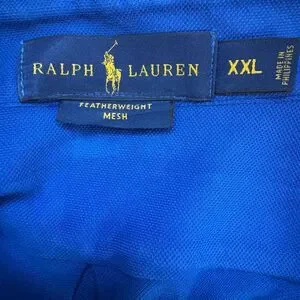 RALPH LAUREN
XXL
MADE IN
PHILIPPINES
FEATHERWEIGHT
MESH